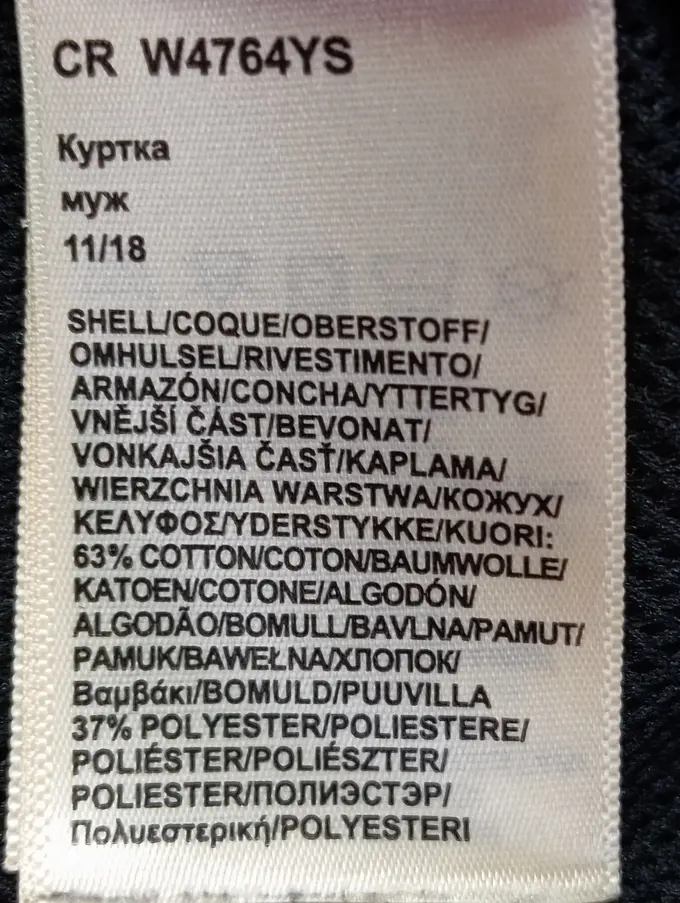 CR W4764YS
Куртка
муж
11/18
SHELL/COQUE/OBERSTOFF/
OMHULSEL/RIVESTIMENTO/
ARMAZÓN/CONCHA/YTTERTYG/
VNĚJŠÍ ČÁST/BEVONAT/
VONKAJŠIA ČASŤ/KAPLAMA/
WIERZCHNIA WARSTWA/КОЖУХ/
ΚΕΛΥΦΟΣ/YDERSTYKKE/KUORI:
63% COTTON/COTON/BAUMWOLLE/
KATOEN/COTONE/ALGODÓN/
ALGODÃO/BOMULL/BAVLNA/PAMUT/
PAMUK/BAWEŁNA/ХЛОПОК/
Βαμβάκι/BOMULD/PUUVILLA
37% POLYESTER/POLIESTERE/
POLIÉSTER/POLIÉSZTER/
POLIESTER/ПОЛИЭСТЭР/
Πολυεστερική/POLYESTERI